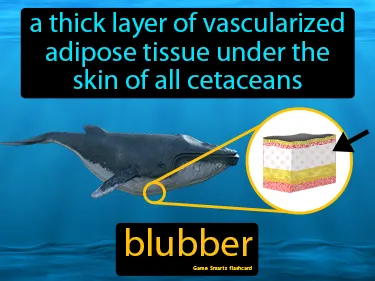 a thick layer of vascularized
adipose tissue under the
skin of all cetaceans
blubber
Game Smartz flashcard